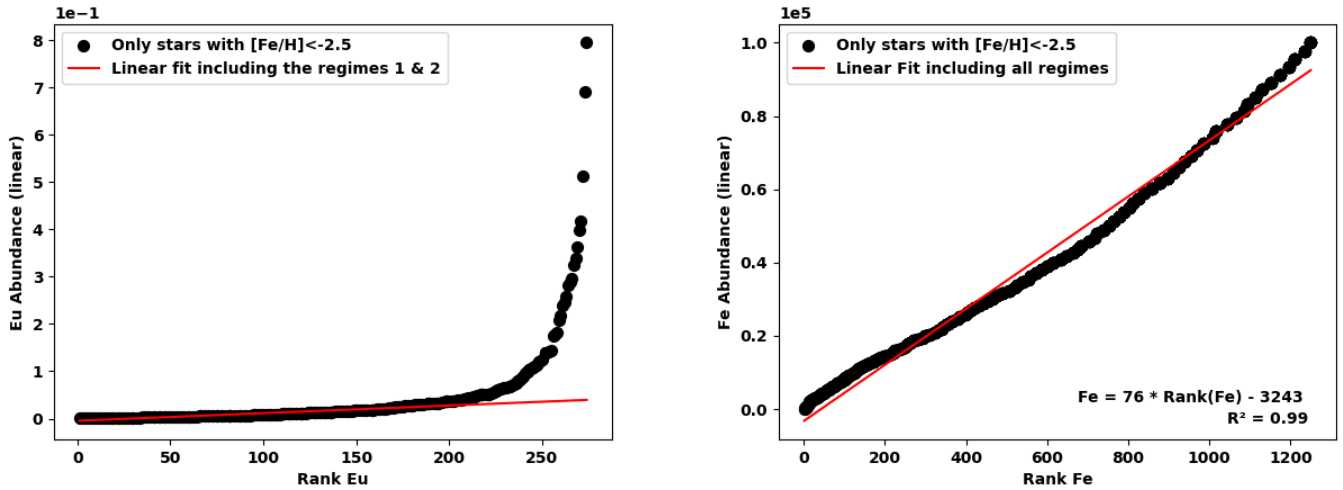 1e−1
8
7
6
5
4
3
2
1
0
Eu Abundance (linear)
Only stars with [Fe/H]<-2.5
Linear fit including the regimes 1 & 2
0 50 100 150 200 250
Rank Eu
1e5
1.0
0.8
0.6
0.4
0.2
0.0
Fe Abundance (linear)
Only stars with [Fe/H]<-2.5
Linear Fit including all regimes
Fe = 76 * Rank(Fe) - 3243
R² = 0.99
0 200 400 600 800 1000 1200
Rank Fe